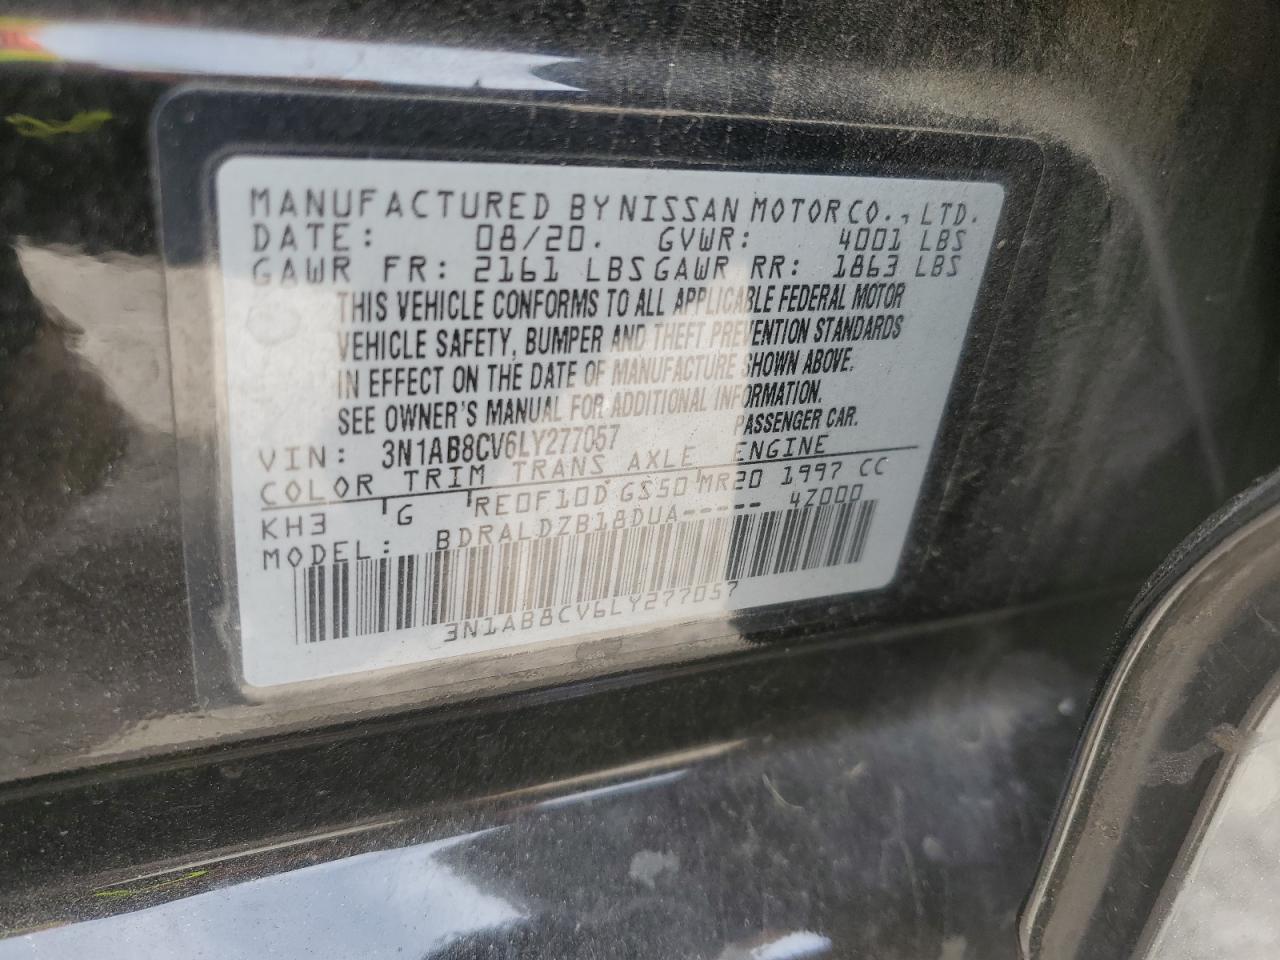 MANUFACTURED BY NISSAN MOTOR CO., LTD.
DATE: 08/20. GVWR: 4001 LBS
GAWR FR: 2161 LBS GAWR RR: 1863 LBS
THIS VEHICLE CONFORMS TO ALL APPLICABLE FEDERAL MOTOR
VEHICLE SAFETY, BUMPER AND THEFT PREVENTION STANDARDS
IN EFFECT ON THE DATE OF MANUFACTURE SHOWN ABOVE.
SEE OWNER'S MANUAL FOR ADDITIONAL INFORMATION.
VIN: 3N1AB8CV6LY277057 PASSENGER CAR.
COLOR TRIM TRANS AXLE ENGINE
KH3 G RE0F10D GS50 MR20 1997 CC
MODEL: BDRALDZB18DUA----- 4Z000
3N1AB8CV6LY277057